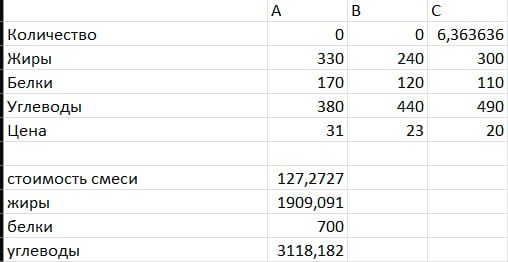 A B C
Количество 0 0 6,363636
Жиры 330 240 300
Белки 170 120 110
Углеводы 380 440 490
Цена 31 23 20
стоимость смеси 127,2727
жиры 1909,091
белки 700
углеводы 3118,182